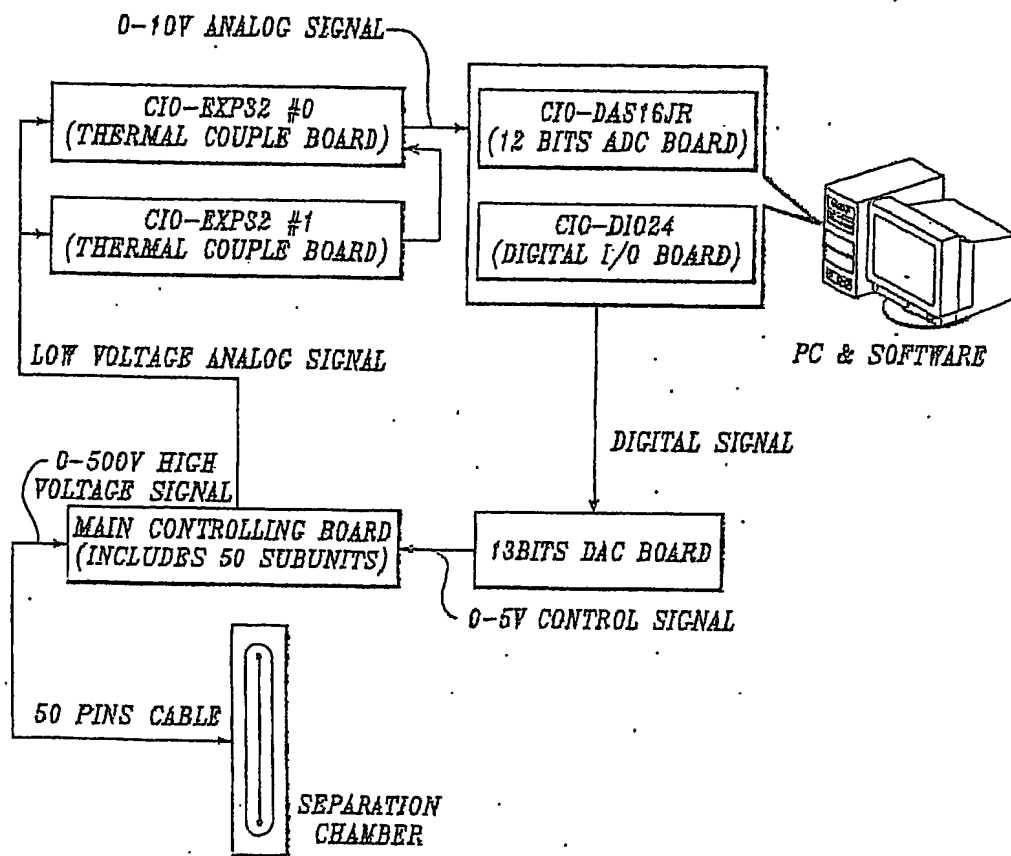 0-10V ANALOG SIGNAL
CIO-EXP32 #0
(THERMAL COUPLE BOARD)
CIO-DAS16JR
(12 BITS ADC BOARD)
CIO-EXP32 #1
(THERMAL COUPLE BOARD)
CIO-DIO24
(DIGITAL I/O BOARD)
LOW VOLTAGE ANALOG SIGNAL
PC & SOFTWARE
DIGITAL SIGNAL
0-500V HIGH
VOLTAGE SIGNAL
MAIN CONTROLLING BOARD
(INCLUDES 50 SUBUNITS)
13BITS DAC BOARD
0-5V CONTROL SIGNAL
50 PINS CABLE
SEPARATION
CHAMBER